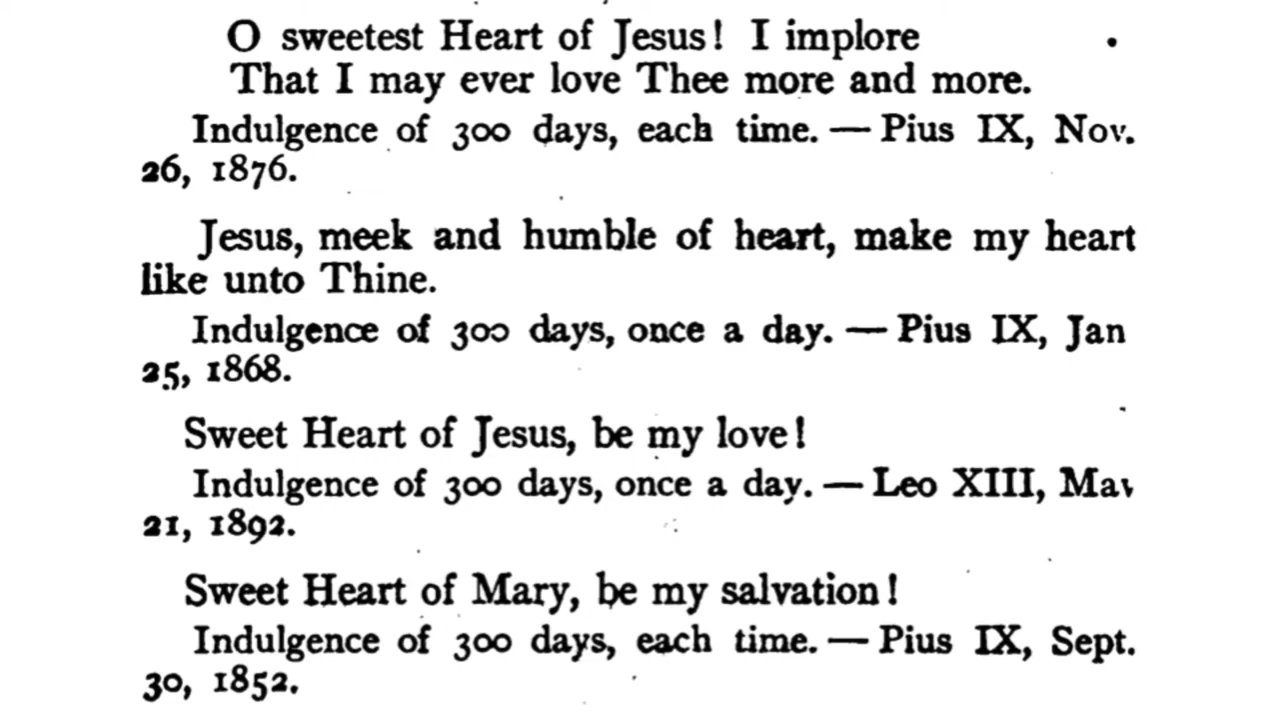 O sweetest Heart of Jesus! I implore
That I may ever love Thee more and more.
Indulgence of 300 days, each time. — Pius IX, Nov.
26, 1876.
Jesus, meek and humble of heart, make my heart
like unto Thine.
Indulgence of 300 days, once a day. — Pius IX, Jan
25, 1868.
Sweet Heart of Jesus, be my love!
Indulgence of 300 days, once a day. — Leo XIII, May
21, 1892.
Sweet Heart of Mary, be my salvation!
Indulgence of 300 days, each time. — Pius IX, Sept.
30, 1852.